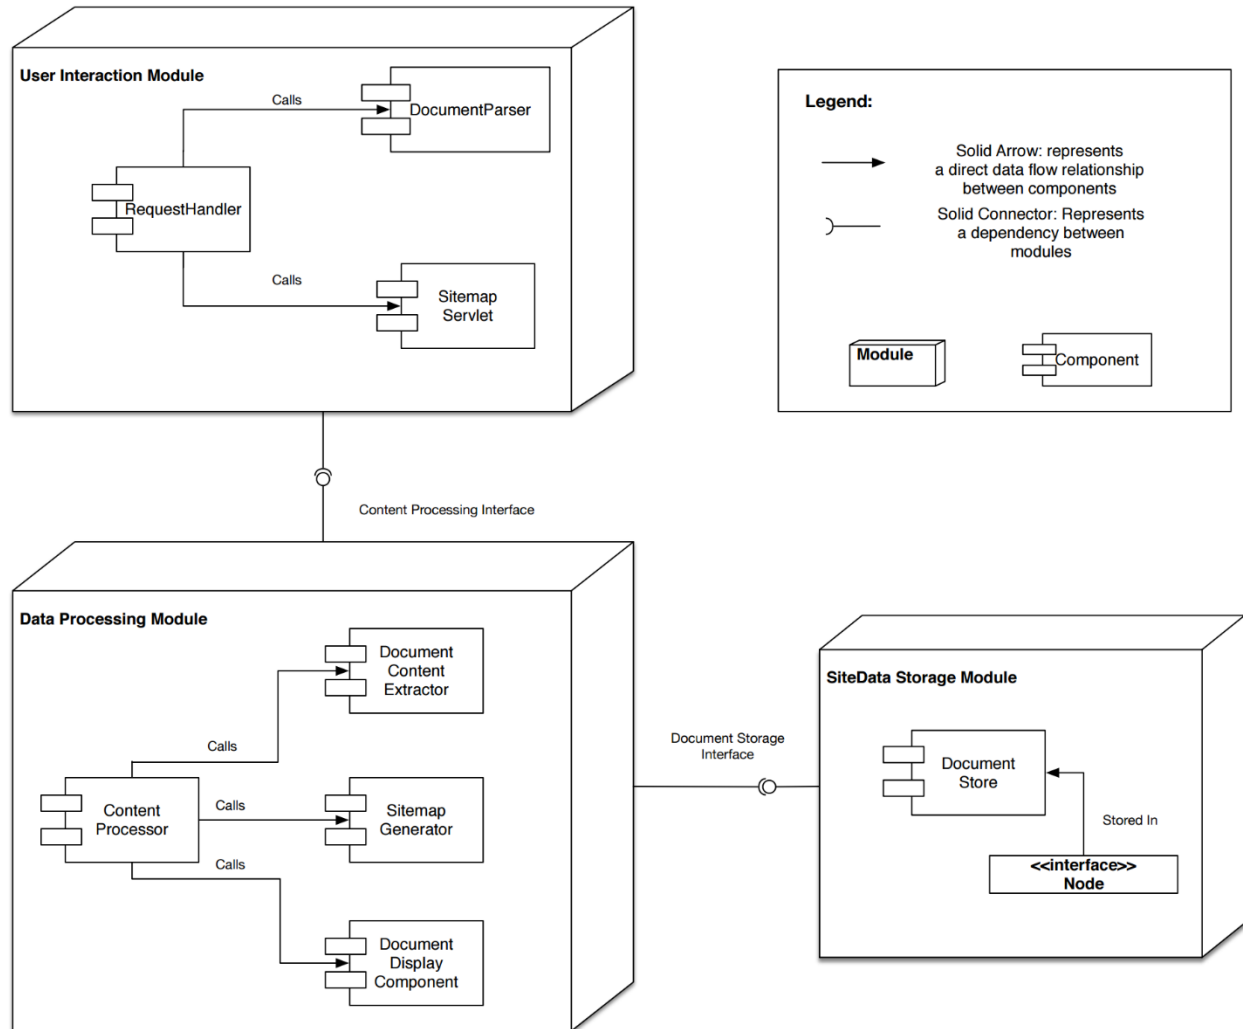 User Interaction Module
Calls
DocumentParser
RequestHandler
Calls
Sitemap
Servlet
Legend:
Solid Arrow: represents
a direct data flow relationship
between components
Solid Connector: Represents
a dependency between
modules
Module
Component
Content Processing Interface
Data Processing Module
Document
Content
Extractor
Calls
Content
Processor
Calls
Sitemap
Generator
Calls
Document
Display
Component
Document Storage
Interface
SiteData Storage Module
Document
Store
Stored In
<<interface>>
Node